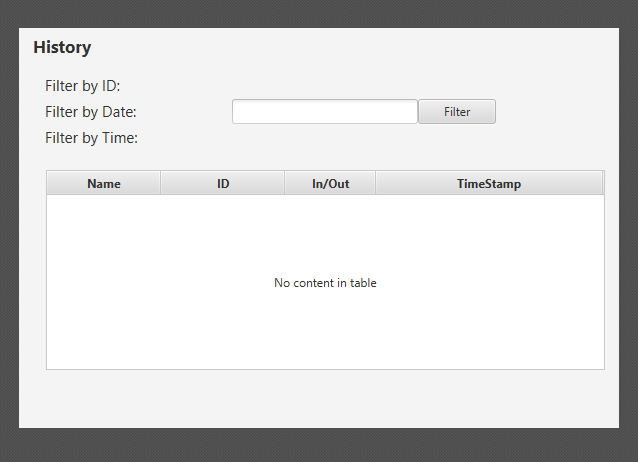 History
Filter by ID:
Filter by Date:
Filter
Filter by Time:
Name ID In/Out TimeStamp
No content in table